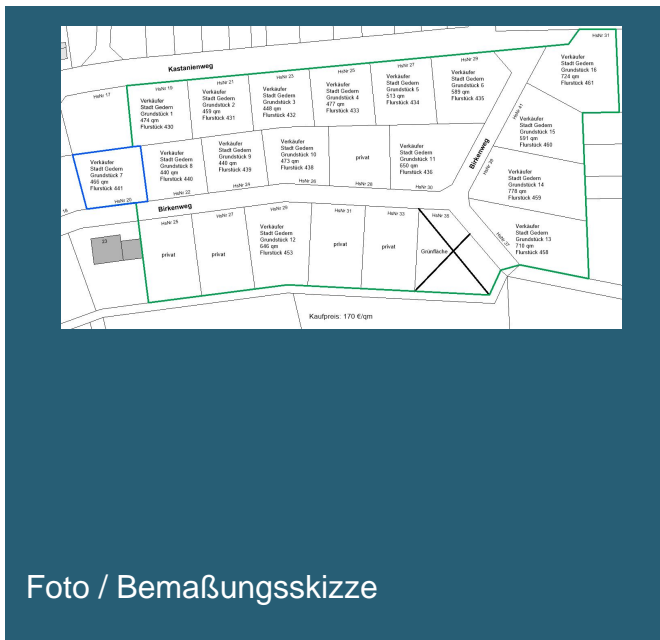 HsNr 31
Kastanienweg
HsNr 29
HsNr 27
HsNr 25
HsNr 23
HsNr 21
HsNr 19
HsNr 17
Verkäufer
Stadt Gedern
Grundstück 1
474 qm
Flurstück 430
Verkäufer
Stadt Gedern
Grundstück 2
459 qm
Flurstück 431
Verkäufer
Stadt Gedern
Grundstück 3
448 qm
Flurstück 432
Verkäufer
Stadt Gedern
Grundstück 4
477 qm
Flurstück 433
Verkäufer
Stadt Gedern
Grundstück 5
513 qm
Flurstück 434
Verkäufer
Stadt Gedern
Grundstück 6
589 qm
Flurstück 435
Verkäufer
Stadt Gedern
Grundstück 16
724 qm
Flurstück 461
HsNr 41
Verkäufer
Stadt Gedern
Grundstück 15
591 qm
Flurstück 460
Verkäufer
Stadt Gedern
Grundstück 7
466 qm
Flurstück 441
Verkäufer
Stadt Gedern
Grundstück 8
440 qm
Flurstück 440
Verkäufer
Stadt Gedern
Grundstück 9
440 qm
Flurstück 439
Verkäufer
Stadt Gedern
Grundstück 10
473 qm
Flurstück 438
privat
Verkäufer
Stadt Gedern
Grundstück 11
650 qm
Flurstück 436
Birkenweg
HsNr 39
Verkäufer
Stadt Gedern
Grundstück 14
778 qm
Flurstück 459
HsNr 20
HsNr 22
HsNr 24
HsNr 26
HsNr 28
HsNr 30
Birkenweg
HsNr 25
HsNr 27
HsNr 29
HsNr 31
HsNr 33
HsNr 35
HsNr 37
23
privat
privat
Verkäufer
Stadt Gedern
Grundstück 12
646 qm
Flurstück 453
privat
privat
Grünfläche
Verkäufer
Stadt Gedern
Grundstück 13
710 qm
Flurstück 458
Kaufpreis: 170 €/qm
Foto / Bemaßungsskizze